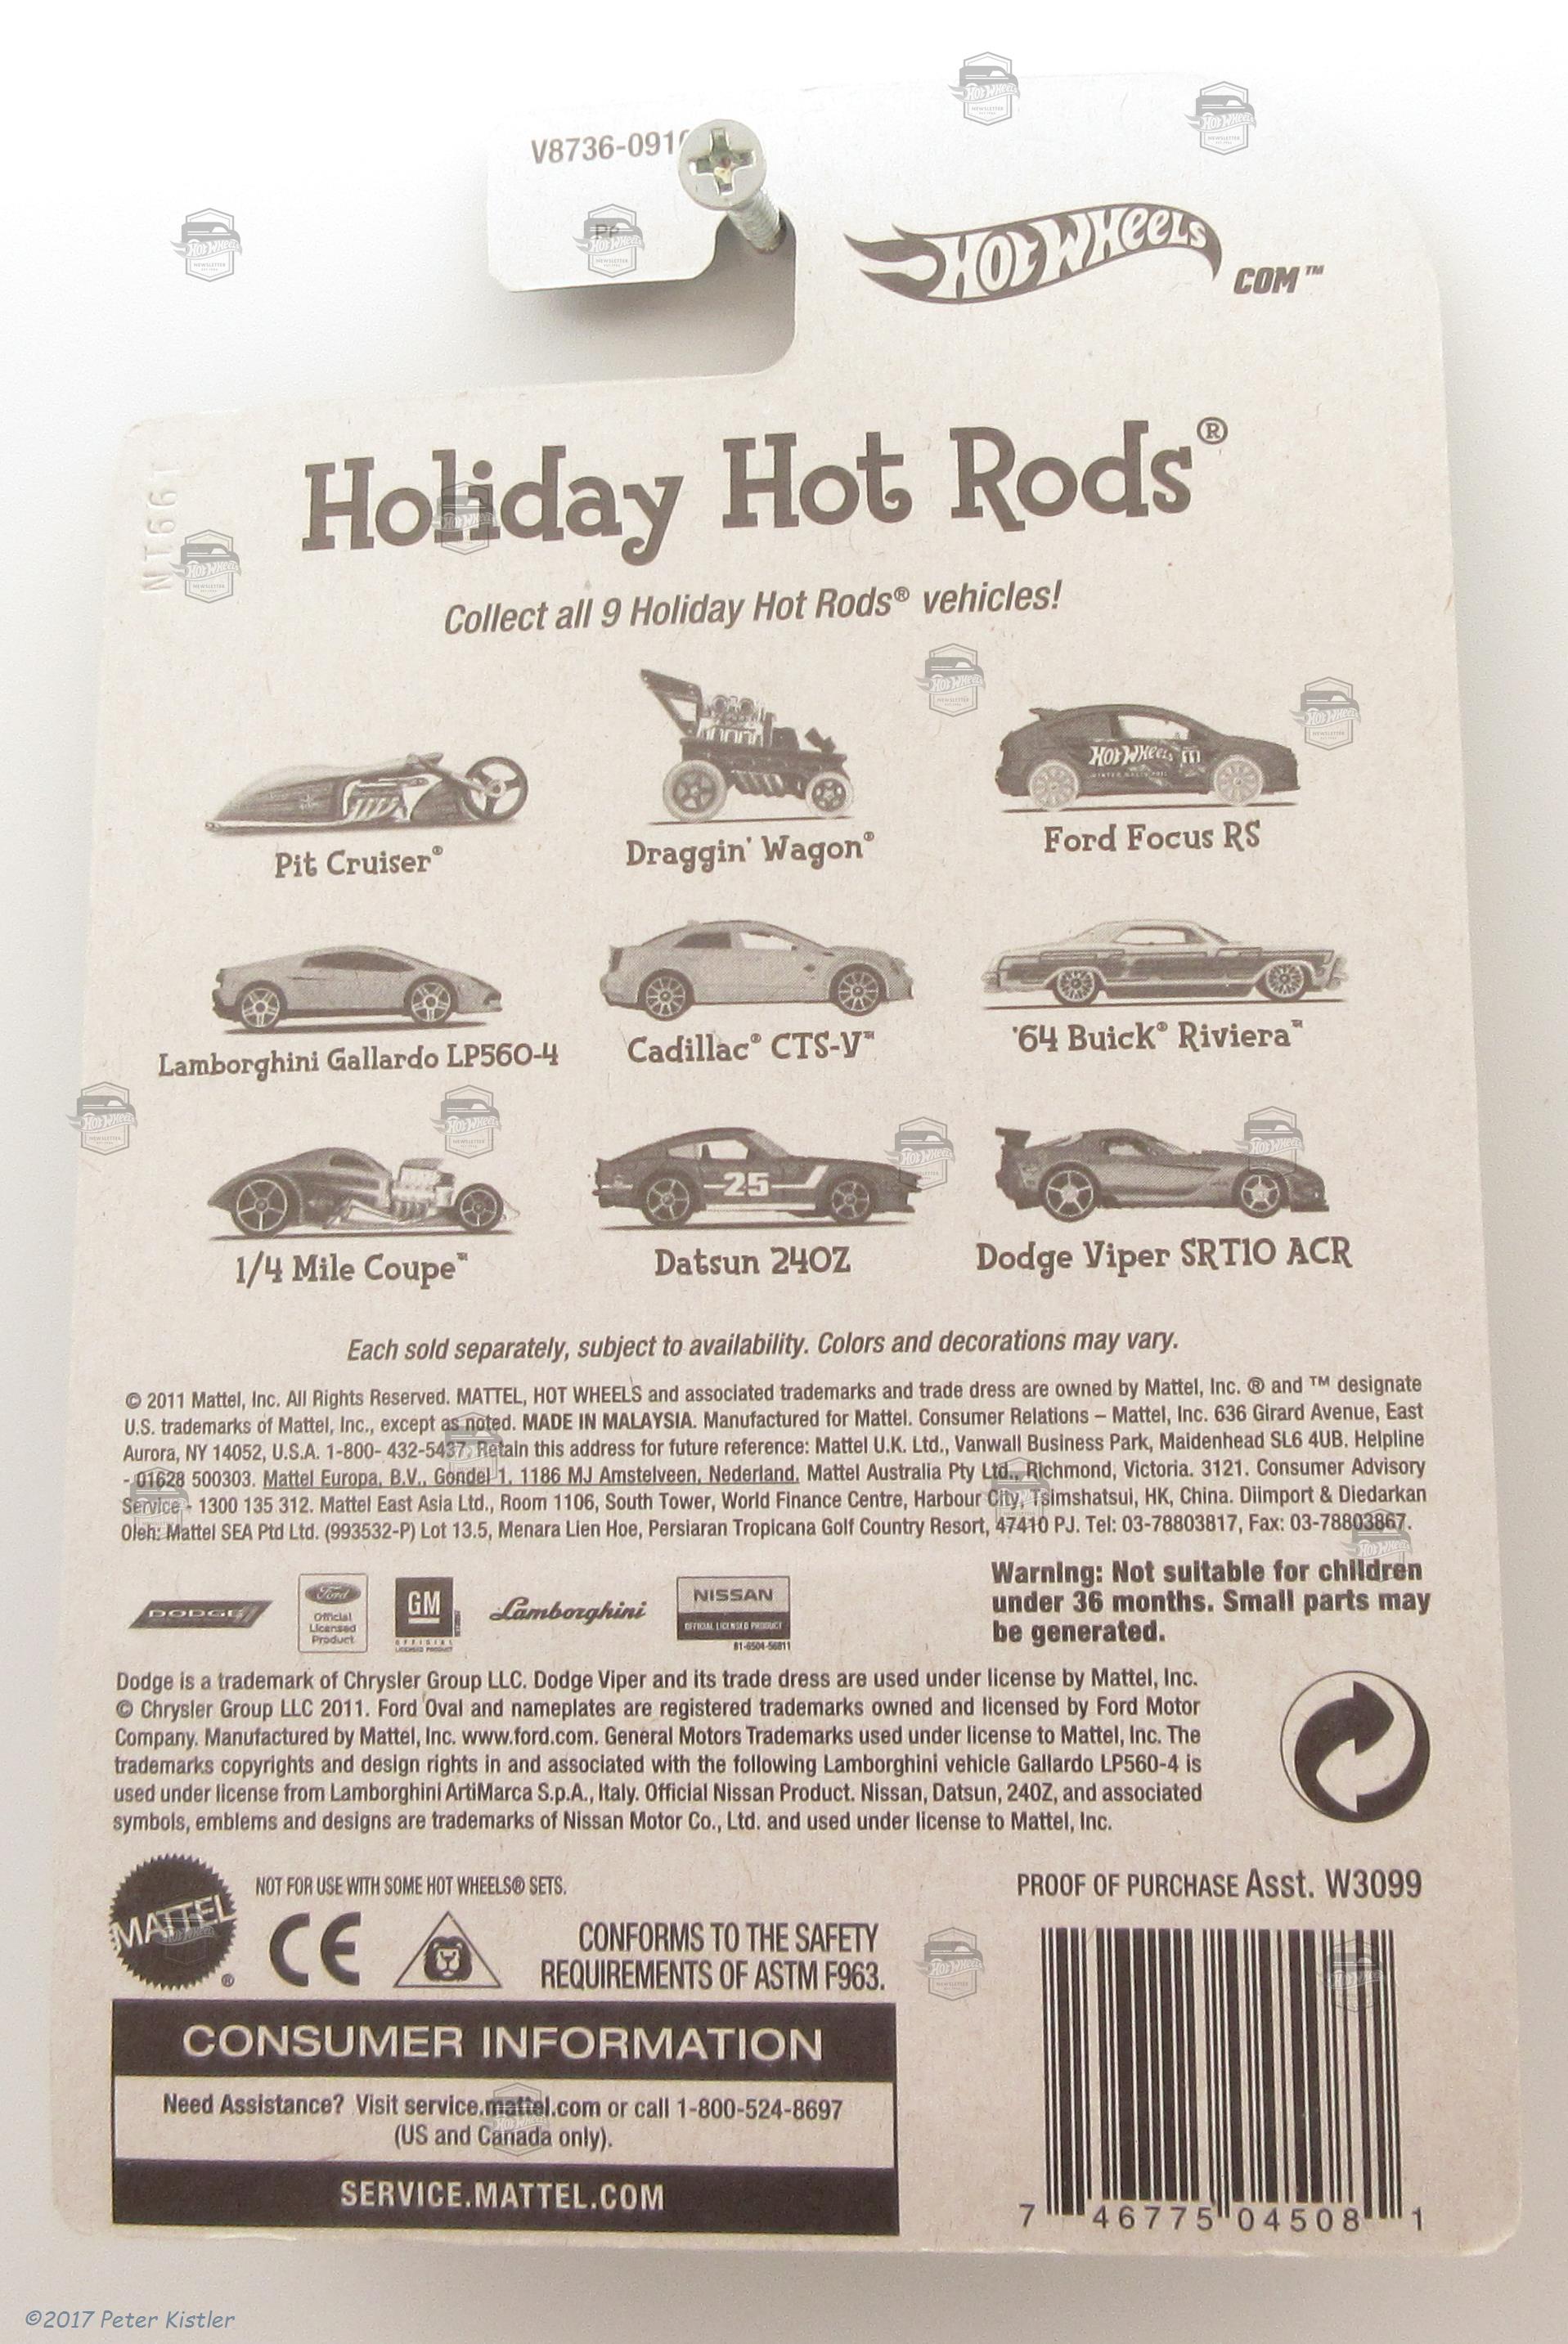 V8736-091
HOT WHEELS
.COM™
Holiday Hot Rods®
Collect all 9 Holiday Hot Rods® vehicles!
HOT WHEELS
Pit Cruiser®
Draggin' Wagon®
Ford Focus RS
Lamborghini Gallardo LP560-4
Cadillac® CTS-V™
'64 Buick® Riviera™
25
1/4 Mile Coupe™
Datsun 240Z
Dodge Viper SRT10 ACR
Each sold separately, subject to availability. Colors and decorations may vary.
© 2011 Mattel, Inc. All Rights Reserved. MATTEL, HOT WHEELS and associated trademarks and trade dress are owned by Mattel, Inc. ® and ™ designate
U.S. trademarks of Mattel, Inc., except as noted. MADE IN MALAYSIA. Manufactured for Mattel. Consumer Relations – Mattel, Inc. 636 Girard Avenue, East
Aurora, NY 14052, U.S.A. 1-800- 432-5437. Retain this address for future reference: Mattel U.K. Ltd., Vanwall Business Park, Maidenhead SL6 4UB. Helpline
- 01628 500303. Mattel Europa, B.V., Gondel 1, 1186 MJ Amstelveen, Nederland. Mattel Australia Pty Ltd., Richmond, Victoria. 3121. Consumer Advisory
Service - 1300 135 312. Mattel East Asia Ltd., Room 1106, South Tower, World Finance Centre, Harbour City, Tsimshatsui, HK, China. Diimport & Diedarkan
Oleh: Mattel SEA Ptd Ltd. (993532-P) Lot 13.5, Menara Lien Hoe, Persiaran Tropicana Golf Country Resort, 47410 PJ. Tel: 03-78803817, Fax: 03-78803867.
DODGE
Ford
Official
Licensed
Product
GM
OFFICIAL
LICENSED PRODUCT
Lamborghini
NISSAN
OFFICIAL LICENSED PRODUCT
81-6504-56811
Warning: Not suitable for children
under 36 months. Small parts may
be generated.
Dodge is a trademark of Chrysler Group LLC. Dodge Viper and its trade dress are used under license by Mattel, Inc.
© Chrysler Group LLC 2011. Ford Oval and nameplates are registered trademarks owned and licensed by Ford Motor
Company. Manufactured by Mattel, Inc. www.ford.com. General Motors Trademarks used under license to Mattel, Inc. The
trademarks copyrights and design rights in and associated with the following Lamborghini vehicle Gallardo LP560-4 is
used under license from Lamborghini ArtiMarca S.p.A., Italy. Official Nissan Product. Nissan, Datsun, 240Z, and associated
symbols, emblems and designs are trademarks of Nissan Motor Co., Ltd. and used under license to Mattel, Inc.
MATTEL®
NOT FOR USE WITH SOME HOT WHEELS® SETS.
CE
CONFORMS TO THE SAFETY
REQUIREMENTS OF ASTM F963.
PROOF OF PURCHASE Asst. W3099
CONSUMER INFORMATION
Need Assistance? Visit service.mattel.com or call 1-800-524-8697
(US and Canada only).
SERVICE.MATTEL.COM
7 46775 04508 1
©2017 Peter Kistler